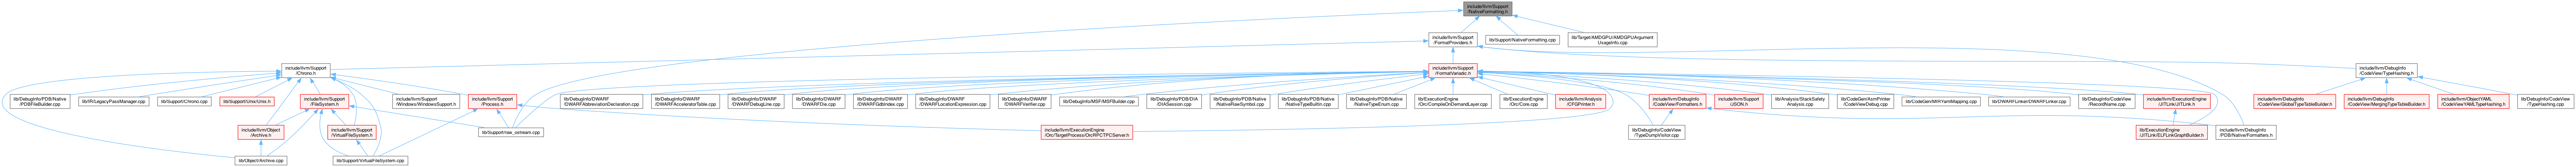 include/llvm/Support
/NativeFormatting.h
include/llvm/Support
/FormatProviders.h
lib/Support/NativeFormatting.cpp
lib/Target/AMDGPU/AMDGPUArgument
UsageInfo.cpp
include/llvm/Support
/Chrono.h
include/llvm/Support
/FormatVariadic.h
include/llvm/DebugInfo
/CodeView/TypeHashing.h
lib/DebugInfo/PDB/Native
/PDBFileBuilder.cpp
lib/IR/LegacyPassManager.cpp
lib/Support/Chrono.cpp
lib/Support/Unix/Unix.h
include/llvm/Support
/FileSystem.h
include/llvm/Support
/Windows/WindowsSupport.h
include/llvm/Support
/Process.h
lib/DebugInfo/DWARF
/DWARFAbbreviationDeclaration.cpp
lib/DebugInfo/DWARF
/DWARFAcceleratorTable.cpp
lib/DebugInfo/DWARF
/DWARFDebugLine.cpp
lib/DebugInfo/DWARF
/DWARFDie.cpp
lib/DebugInfo/DWARF
/DWARFGdbIndex.cpp
lib/DebugInfo/DWARF
/DWARFLocationExpression.cpp
lib/DebugInfo/DWARF
/DWARFVerifier.cpp
lib/DebugInfo/MSF/MSFBuilder.cpp
lib/DebugInfo/PDB/DIA
/DIASession.cpp
lib/DebugInfo/PDB/Native
/NativeRawSymbol.cpp
lib/DebugInfo/PDB/Native
/NativeTypeBuiltin.cpp
lib/DebugInfo/PDB/Native
/NativeTypeEnum.cpp
lib/ExecutionEngine
/Orc/CompileOnDemandLayer.cpp
lib/ExecutionEngine
/Orc/Core.cpp
include/llvm/Analysis
/CFGPrinter.h
include/llvm/DebugInfo
/CodeView/Formatters.h
include/llvm/Support
/JSON.h
lib/Analysis/StackSafety
Analysis.cpp
lib/CodeGen/AsmPrinter
/CodeViewDebug.cpp
lib/CodeGen/MIRYamlMapping.cpp
lib/DWARFLinker/DWARFLinker.cpp
lib/DebugInfo/CodeView
/RecordName.cpp
include/llvm/ExecutionEngine
/JITLink/JITLink.h
include/llvm/DebugInfo
/CodeView/GlobalTypeTableBuilder.h
include/llvm/DebugInfo
/CodeView/MergingTypeTableBuilder.h
include/llvm/ObjectYAML
/CodeViewYAMLTypeHashing.h
lib/DebugInfo/CodeView
/TypeHashing.cpp
include/llvm/Object
/Archive.h
include/llvm/Support
/VirtualFileSystem.h
lib/Support/raw_ostream.cpp
include/llvm/ExecutionEngine
/Orc/TargetProcess/OrcRPCTPCServer.h
lib/DebugInfo/CodeView
/TypeDumpVisitor.cpp
lib/ExecutionEngine
/JITLink/ELFLinkGraphBuilder.h
include/llvm/DebugInfo
/PDB/Native/Formatters.h
lib/Object/Archive.cpp
lib/Support/VirtualFileSystem.cpp